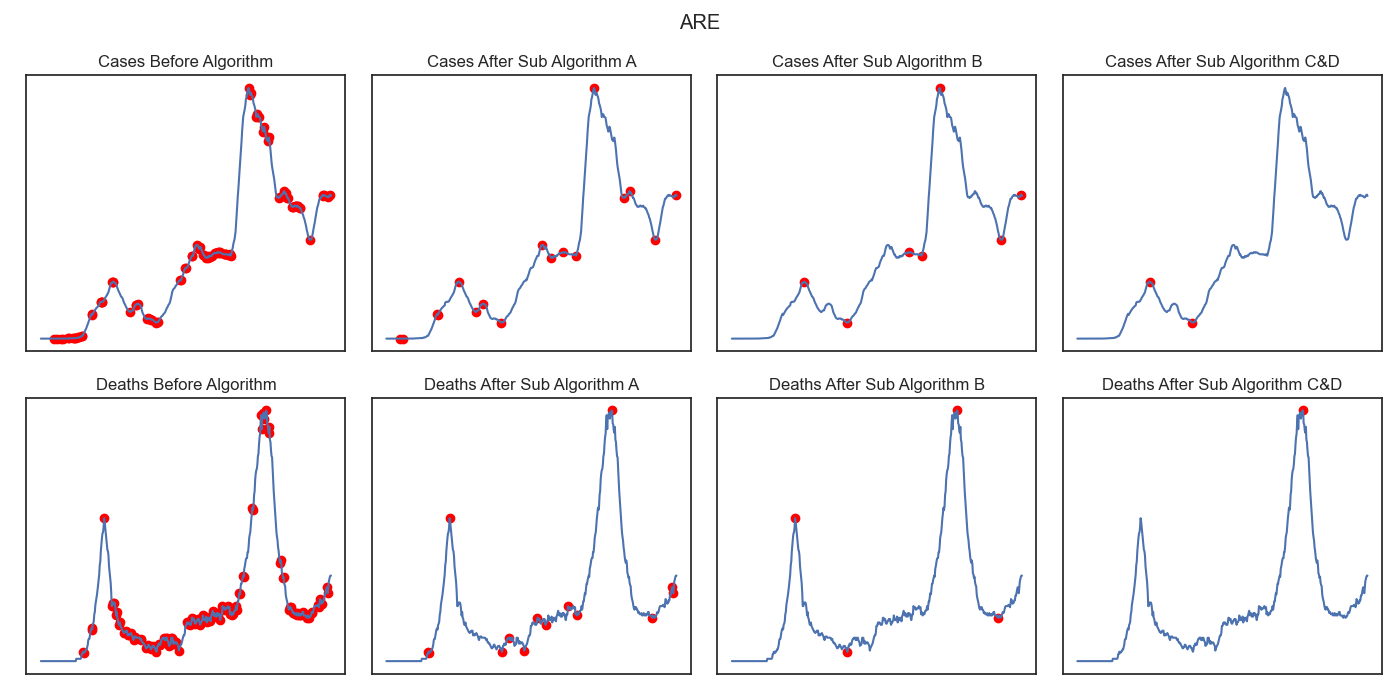 ARE
Cases Before Algorithm
Cases After Sub Algorithm A
Cases After Sub Algorithm B
Cases After Sub Algorithm C&D
Deaths Before Algorithm
Deaths After Sub Algorithm A
Deaths After Sub Algorithm B
Deaths After Sub Algorithm C&D